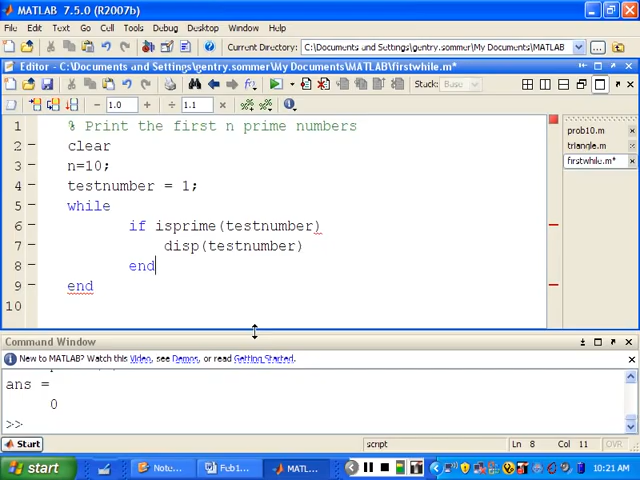 MATLAB 7.5.0 (R2007b)
File Edit Text Go Cell Tools Debug Desktop Window Help
Current Directory: C:\Documents and Settings\gentry.sommer\My Documents\MATLAB
Editor - C:\Documents and Settings\gentry.sommer\My Documents\MATLAB\firstwhile.m*
Stack: Base
1.0 1.1
1 % Print the first n prime numbers
2 clear
3 n=10;
4 testnumber = 1;
5 while
6 if isprime(testnumber)
7 disp(testnumber)
8 end
9 end
10
prob10.m
triangle.m
firstwhile.m*
Command Window
New to MATLAB? Watch this Video, see Demos, or read Getting Started.
ans =
0
>>
Start script Ln 8 Col 11 OVR
start Note... Feb1... MATL... 10:21 AM